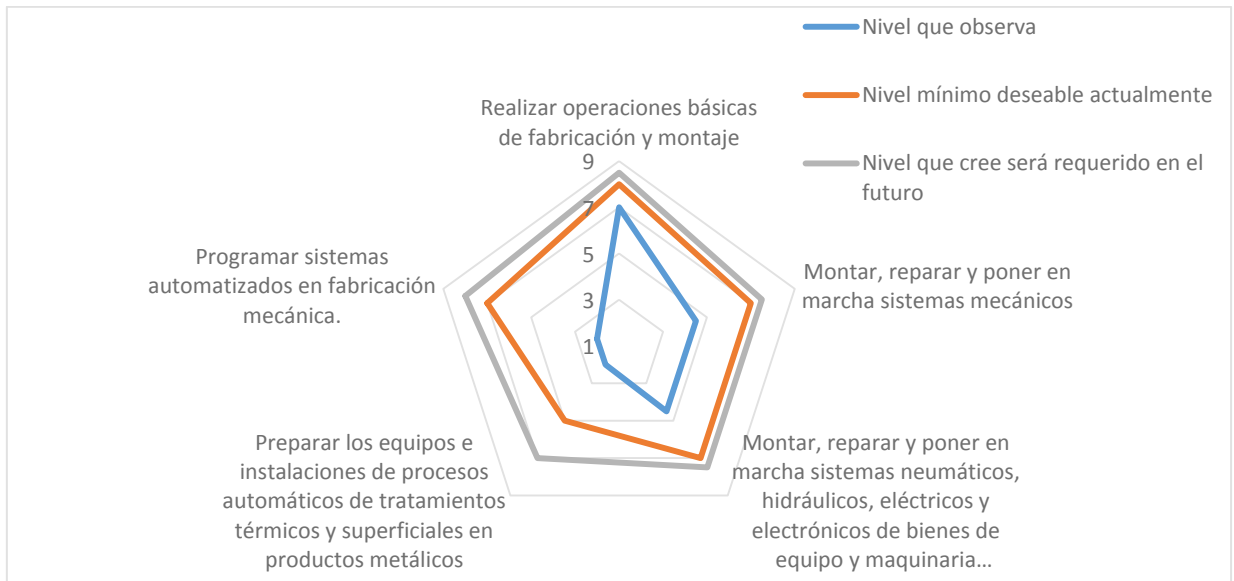 Nivel que observa
Nivel mínimo deseable actualmente
Nivel que cree será requerido en el
futuro
Realizar operaciones básicas
de fabricación y montaje
9
7
5
3
1
Montar, reparar y poner en
marcha sistemas mecánicos
Montar, reparar y poner en
marcha sistemas neumáticos,
hidráulicos, eléctricos y
electrónicos de bienes de
equipo y maquinaria…
Preparar los equipos e
instalaciones de procesos
automáticos de tratamientos
térmicos y superficiales en
productos metálicos
Programar sistemas
automatizados en fabricación
mecánica.